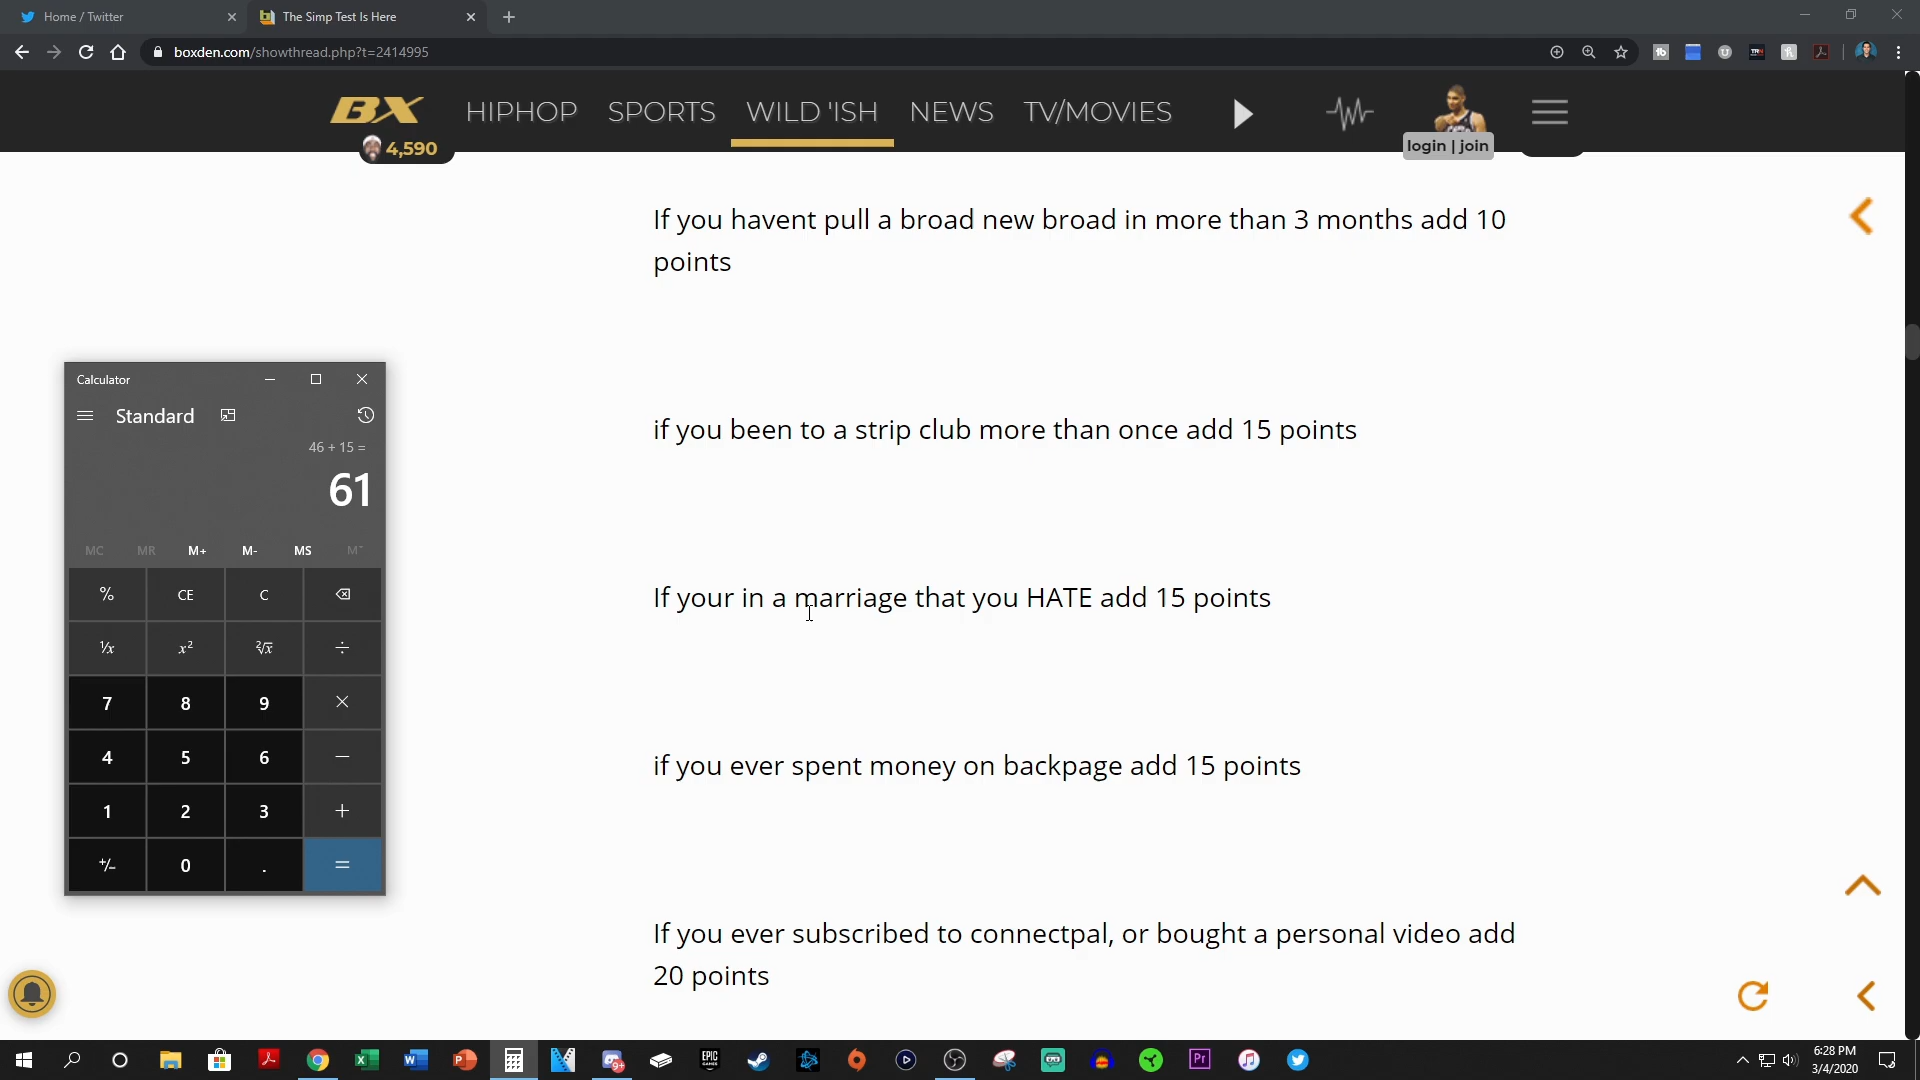 Home / Twitter
The Simp Test Is Here
boxden.com/showthread.php?t=2414995
BX
HIPHOP
SPORTS
WILD 'ISH
NEWS
TV/MOVIES
4,590
login | join
If you havent pull a broad new broad in more than 3 months add 10
points
if you been to a strip club more than once add 15 points
If your in a marriage that you HATE add 15 points
if you ever spent money on backpage add 15 points
If you ever subscribed to connectpal, or bought a personal video add
20 points
Calculator
Standard
46 + 15 =
61
MC MR M+ M- MS M˅
% CE C
¹/x x² ²√x ÷
7 8 9 ×
4 5 6 −
1 2 3 +
+/− 0 . =
6:28 PM
3/4/2020